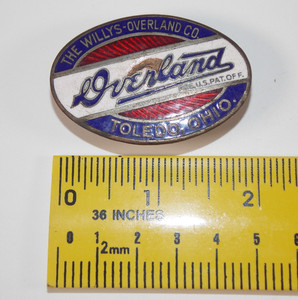 THE WILLYS-OVERLAND CO.
Overland
REG. U.S. PAT. OFF.
TOLEDO, OHIO.
0 1 2
36 INCHES
0 1 2 3 4 5 6
2mm